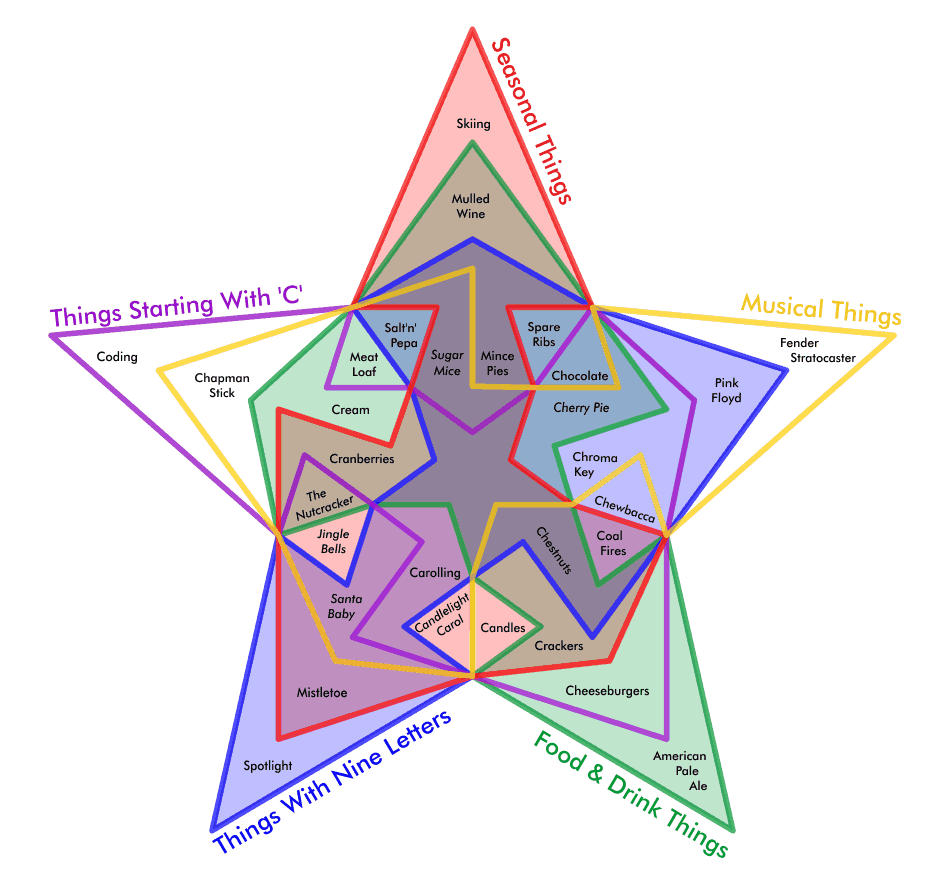 Seasonal Things
Skiing
Mulled
Wine
Things Starting With 'C'
Musical Things
Coding
Chapman
Stick
Meat
Loaf
Salt'n'
Pepa
Sugar
Mice
Mince
Pies
Spare
Ribs
Chocolate
Fender
Stratocaster
Pink
Floyd
Cream
Cherry Pie
Cranberries
Chroma
Key
The
Nutcracker
Chewbacca
Jingle
Bells
Chestnuts
Coal
Fires
Carolling
Santa
Baby
Candlelight
Carol
Candles
Crackers
Mistletoe
Cheeseburgers
Spotlight
American
Pale
Ale
Things With Nine Letters
Food & Drink Things